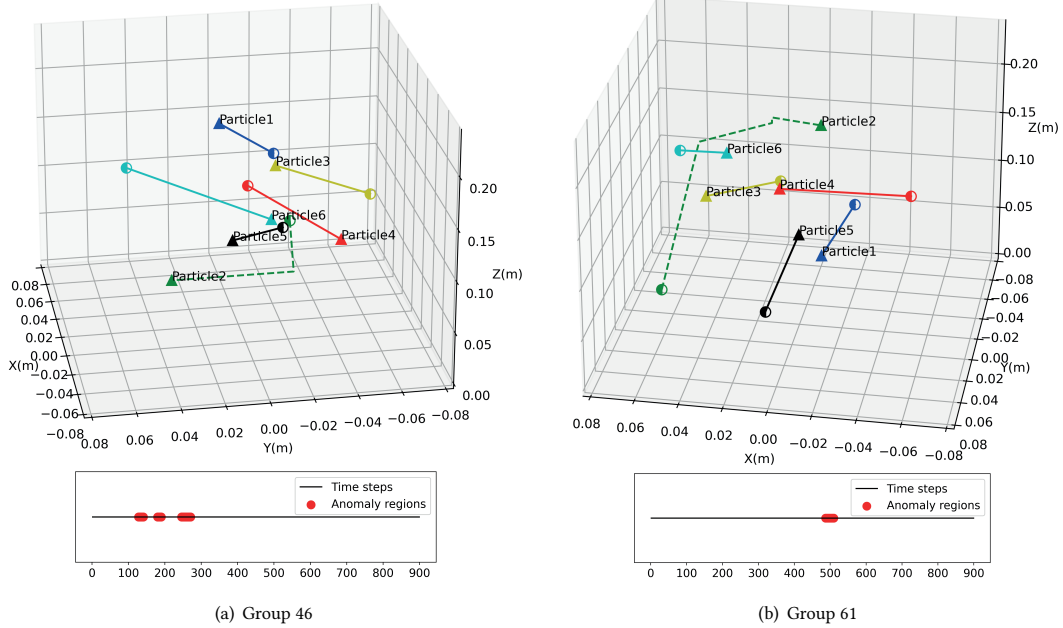 Particle1
Particle3
Particle6
Particle5
Particle4
Particle2
0.20
0.15
Z(m)
0.10
0.05
0.00
0.08
0.06
0.04
0.02
0.00
X(m)
−0.02
−0.04
−0.06
−0.08
0.08 0.06 0.04 0.02 0.00 −0.02 −0.04 −0.06 −0.08
Y(m)
Time steps
Anomaly regions
0 100 200 300 400 500 600 700 800 900
(a) Group 46
0.20
0.15
Z(m)
0.10
0.05
0.00
Particle2
Particle6
Particle4
Particle3
Particle5
Particle1
−0.08
−0.06
−0.04
−0.02
0.00
Y(m)
0.02
0.04
0.06
0.08
0.08 0.06 0.04 0.02 0.00 −0.02 −0.04 −0.06 −0.08
X(m)
Time steps
Anomaly regions
0 100 200 300 400 500 600 700 800 900
(b) Group 61